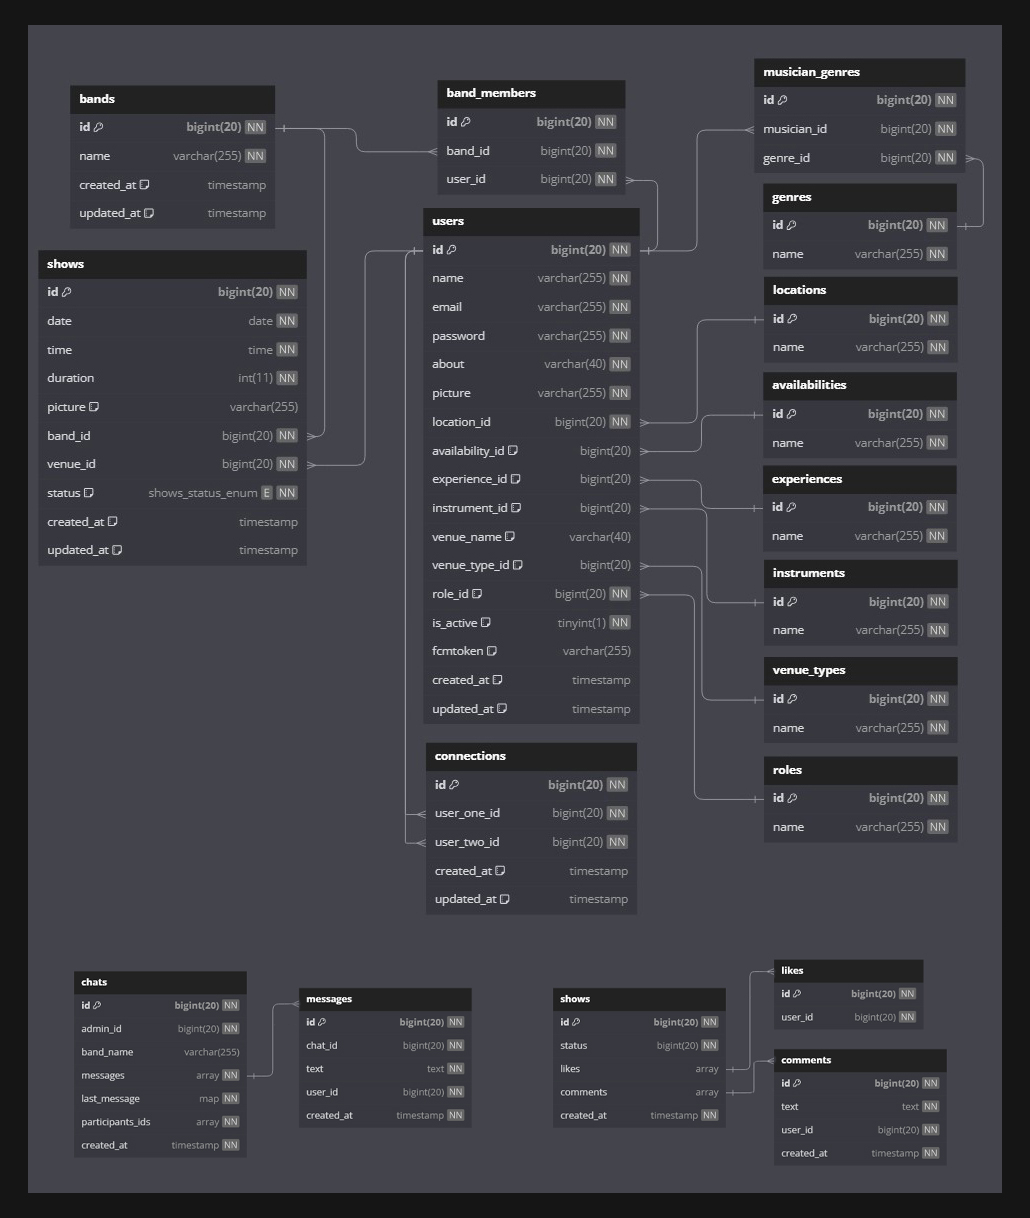 bands
id bigint(20) NN
name varchar(255) NN
created_at timestamp
updated_at timestamp
shows
id bigint(20) NN
date date NN
time time NN
duration int(11) NN
picture varchar(255)
band_id bigint(20) NN
venue_id bigint(20) NN
status shows_status_enum E NN
created_at timestamp
updated_at timestamp
band_members
id bigint(20) NN
band_id bigint(20) NN
user_id bigint(20) NN
users
id bigint(20) NN
name varchar(255) NN
email varchar(255) NN
password varchar(255) NN
about varchar(40) NN
picture varchar(255) NN
location_id bigint(20) NN
availability_id bigint(20)
experience_id bigint(20)
instrument_id bigint(20)
venue_name varchar(40)
venue_type_id bigint(20)
role_id bigint(20) NN
is_active tinyint(1) NN
fcmtoken varchar(255)
created_at timestamp
updated_at timestamp
connections
id bigint(20) NN
user_one_id bigint(20) NN
user_two_id bigint(20) NN
created_at timestamp
updated_at timestamp
musician_genres
id bigint(20) NN
musician_id bigint(20) NN
genre_id bigint(20) NN
genres
id bigint(20) NN
name varchar(255) NN
locations
id bigint(20) NN
name varchar(255) NN
availabilities
id bigint(20) NN
name varchar(255) NN
experiences
id bigint(20) NN
name varchar(255) NN
instruments
id bigint(20) NN
name varchar(255) NN
venue_types
id bigint(20) NN
name varchar(255) NN
roles
id bigint(20) NN
name varchar(255) NN
chats
id bigint(20) NN
admin_id bigint(20) NN
band_name varchar(255)
messages array NN
last_message map NN
participants_ids array NN
created_at timestamp NN
messages
id bigint(20) NN
chat_id bigint(20) NN
text text NN
user_id bigint(20) NN
created_at timestamp NN
shows
id bigint(20) NN
status bigint(20) NN
likes array
comments array
created_at timestamp NN
likes
id bigint(20) NN
user_id bigint(20) NN
comments
id bigint(20) NN
text text NN
user_id bigint(20) NN
created_at timestamp NN